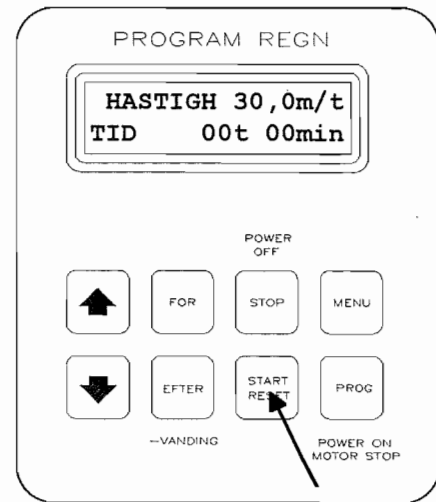 PROGRAM REGN
HASTIGH 30,0m/t
TID 00t 00min
POWER
OFF
FOR
STOP
MENU
EFTER
START
RESET
PROG
-VANDING
POWER ON
MOTOR STOP